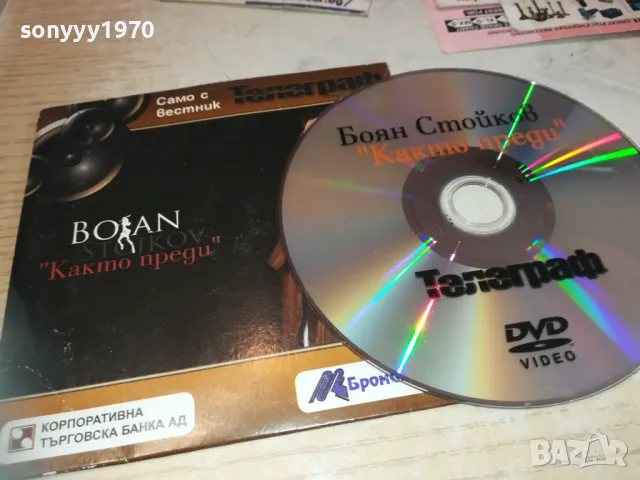 sonyyy1970
Само с
вестник
Телеграф
BOJAN
STOJKOV
"Както преди"
КОРПОРАТИВНА
ТЪРГОВСКА БАНКА АД
Боян Стойков
"Както преди"
Телеграф
DVD
VIDEO
BAZAR